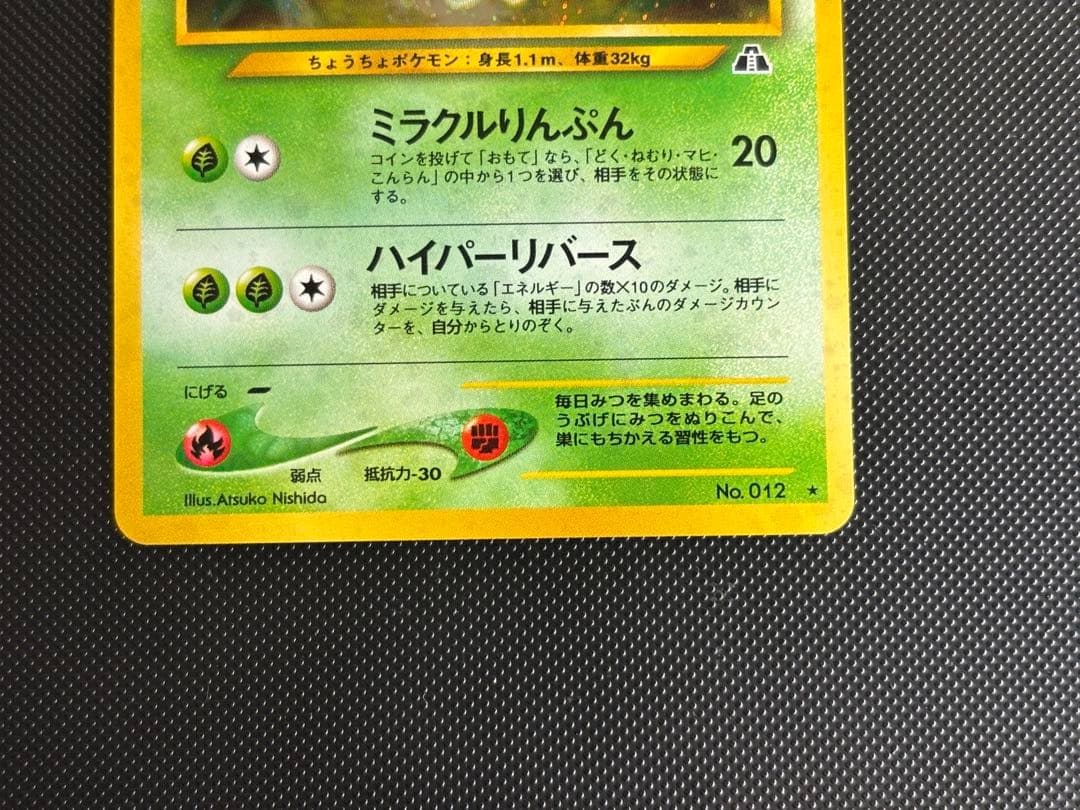 ちょうちょポケモン：身長1.1m、体重32kg
ミラクルりんぷん
コインを投げて「おもて」なら、「どく・ねむり・マヒ・
こんらん」の中から1つを選び、相手をその状態に
する。
20
ハイパーリバース
相手についている「エネルギー」の数×10のダメージ。相手に
ダメージを与えたら、相手に与えたぶんのダメージカウン
ターを、自分からとりのぞく。
にげる
弱点
抵抗力-30
毎日みつを集めまわる。足の
うぶげにみつをぬりこんで、
巣にもちかえる習性をもつ。
Illus.Atsuko Nishida
No.012 ★